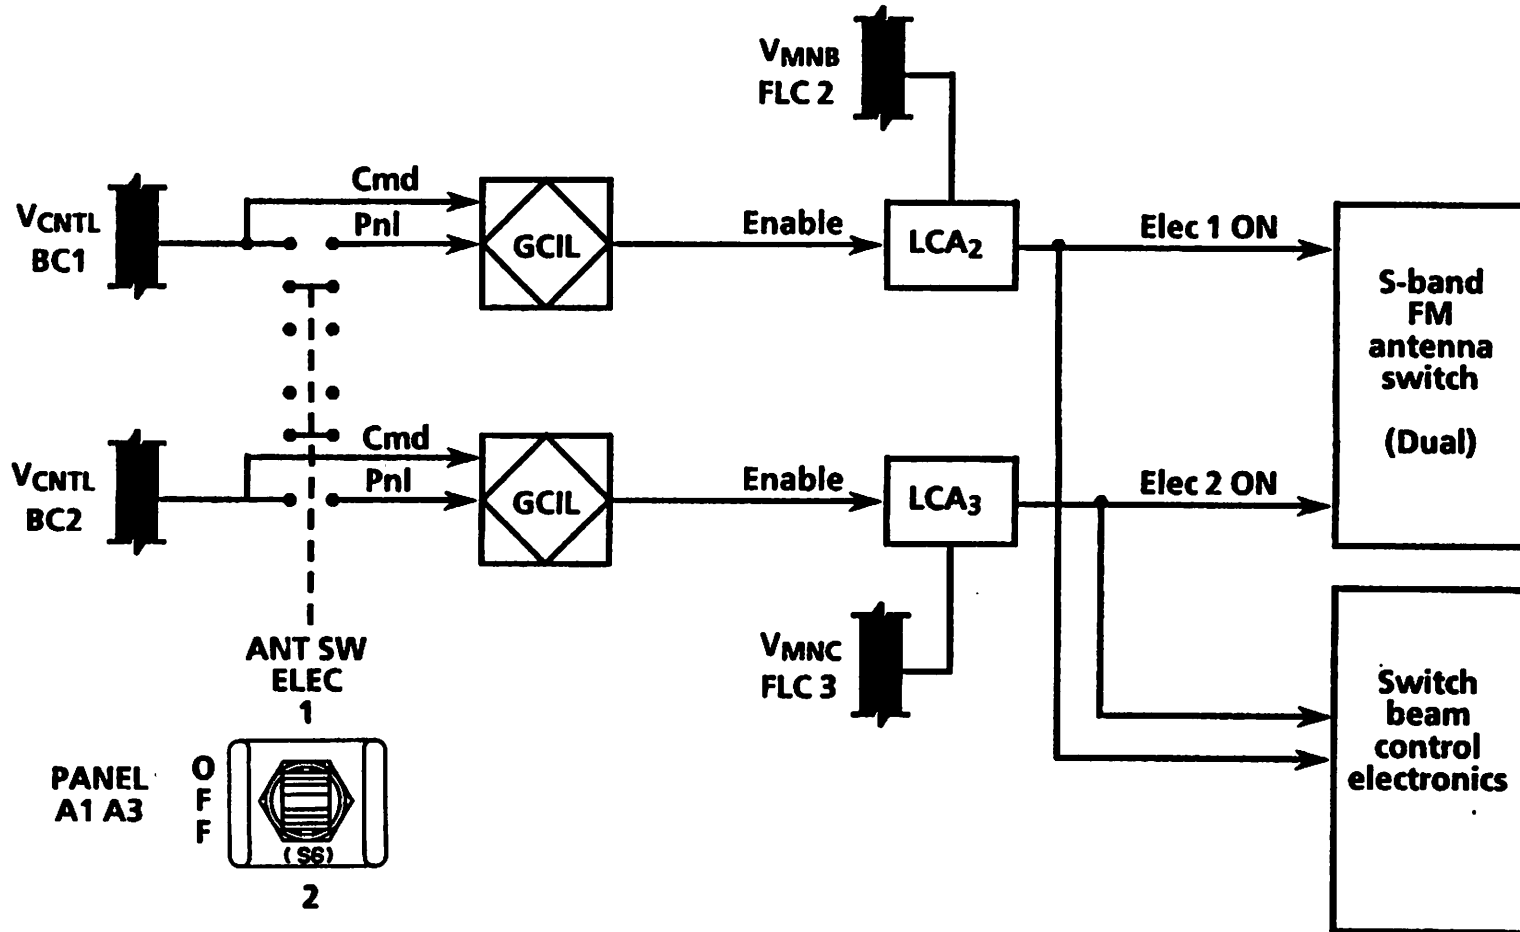 VMNB
FLC 2
VCNTL
BC1
Cmd
Pnl
GCIL
Enable
LCA2
Elec 1 ON
S-band
FM
antenna
switch
(Dual)
VCNTL
BC2
Cmd
Pnl
GCIL
Enable
LCA3
Elec 2 ON
VMNC
FLC 3
ANT SW
ELEC
1
PANEL
A1 A3
OFF
(S6)
2
Switch
beam
control
electronics